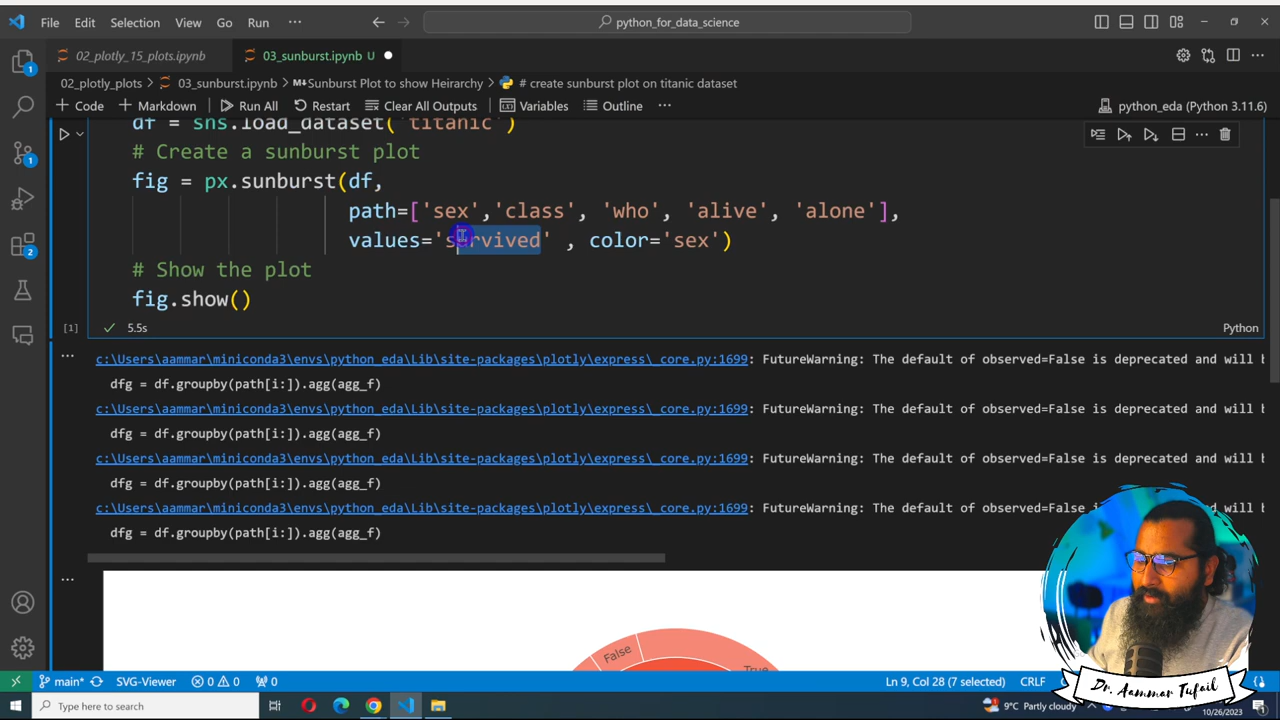 File Edit Selection View Go Run ··· python_for_data_science
02_plotly_15_plots.ipynb 03_sunburst.ipynb U
02_plotly_plots > 03_sunburst.ipynb > M↓Sunburst Plot to show Heirarchy > # create sunburst plot on titanic dataset
+ Code + Markdown Run All Restart Clear All Outputs Variables Outline ··· python_eda (Python 3.11.6)
df = sns.load_dataset('titanic')
# Create a sunburst plot
fig = px.sunburst(df,
path=['sex','class', 'who', 'alive', 'alone'],
values='survived' , color='sex')
# Show the plot
fig.show()
[1] 5.5s Python
c:\Users\aammar\miniconda3\envs\python_eda\Lib\site-packages\plotly\express\_core.py:1699: FutureWarning: The default of observed=False is deprecated and will b
dfg = df.groupby(path[i:]).agg(agg_f)
c:\Users\aammar\miniconda3\envs\python_eda\Lib\site-packages\plotly\express\_core.py:1699: FutureWarning: The default of observed=False is deprecated and will b
dfg = df.groupby(path[i:]).agg(agg_f)
c:\Users\aammar\miniconda3\envs\python_eda\Lib\site-packages\plotly\express\_core.py:1699: FutureWarning: The default of observed=False is deprecated and will b
dfg = df.groupby(path[i:]).agg(agg_f)
c:\Users\aammar\miniconda3\envs\python_eda\Lib\site-packages\plotly\express\_core.py:1699: FutureWarning: The default of observed=False is deprecated and will b
dfg = df.groupby(path[i:]).agg(agg_f)
False
True
main* SVG-Viewer 0 0 0 Ln 9, Col 28 (7 selected) CRLF
Dr. Aammar Tufail
Type here to search 9°C Partly cloudy 10/26/2023